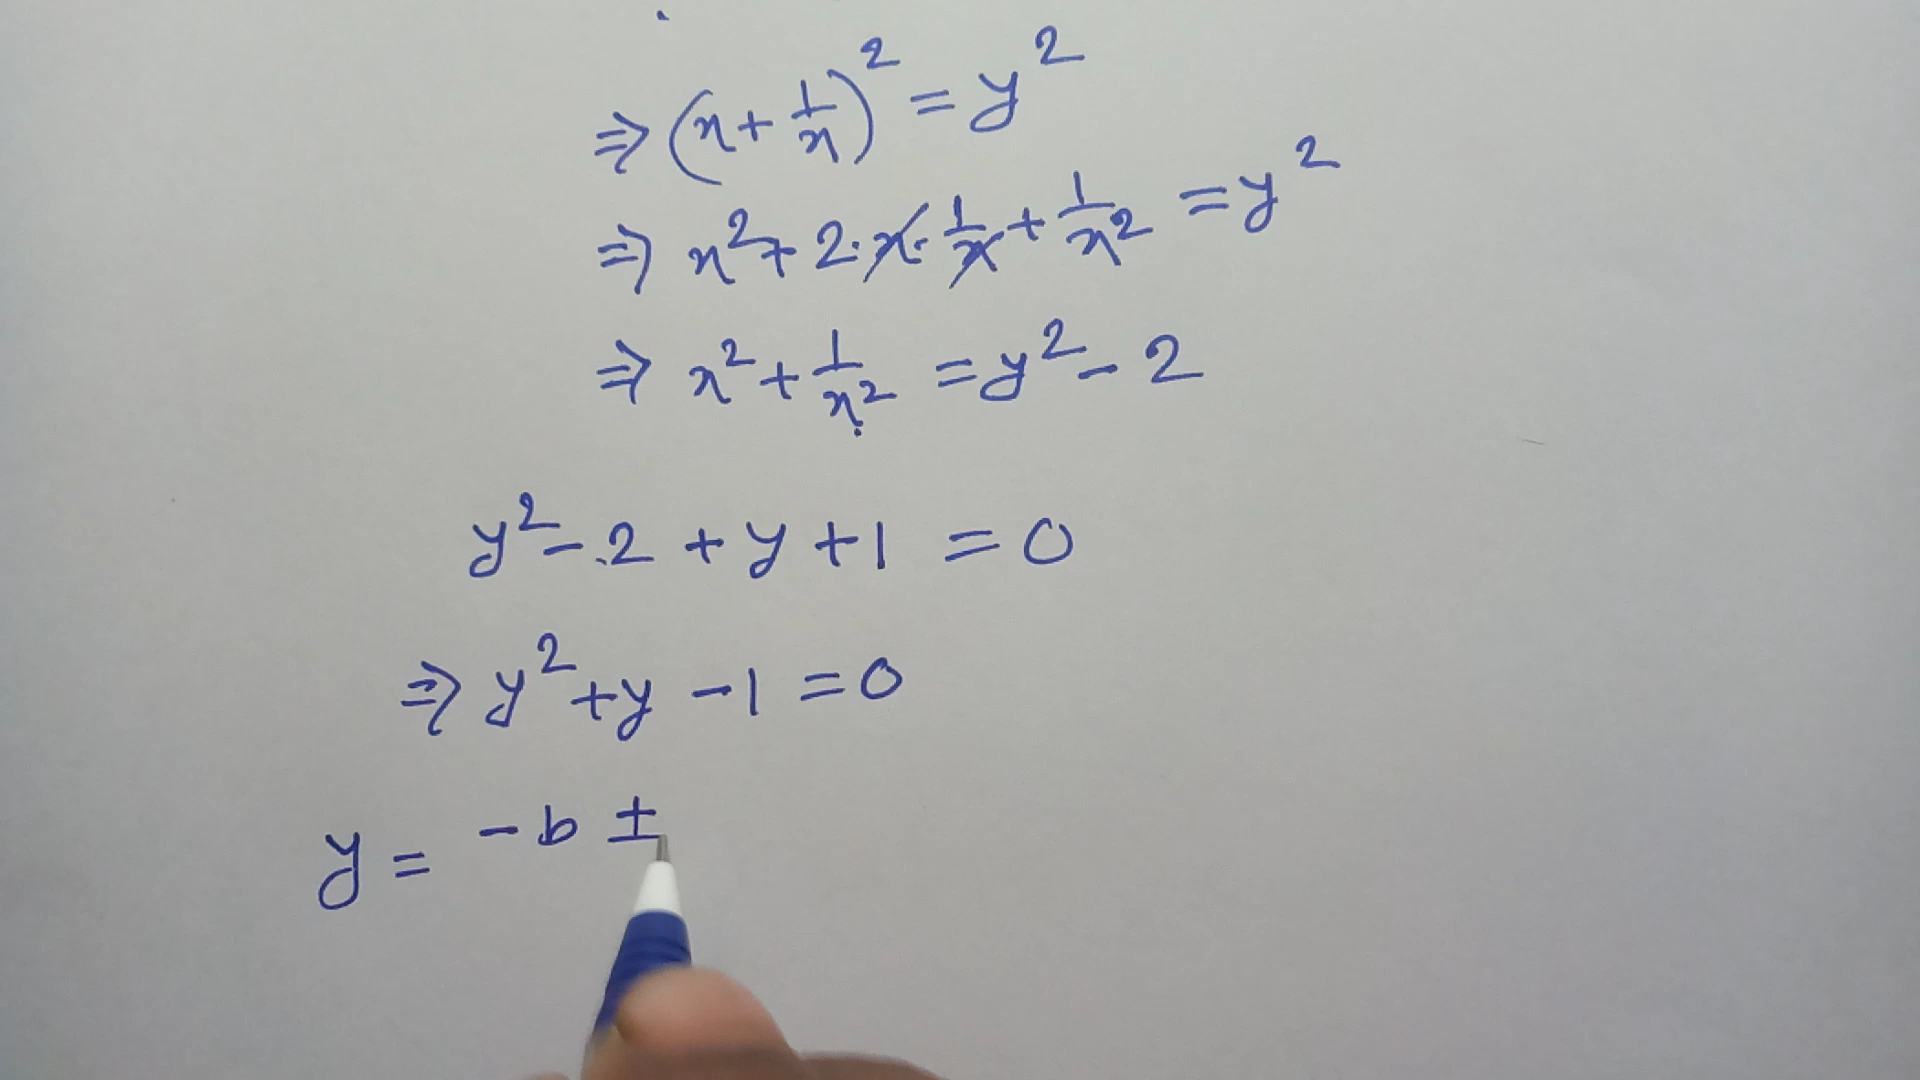 ⇒ (x + 1/x)² = y²
⇒ x² + 2·x·1/x + 1/x² = y²
⇒ x² + 1/x² = y² - 2
y² - 2 + y + 1 = 0
⇒ y² + y - 1 = 0
y = - b ±